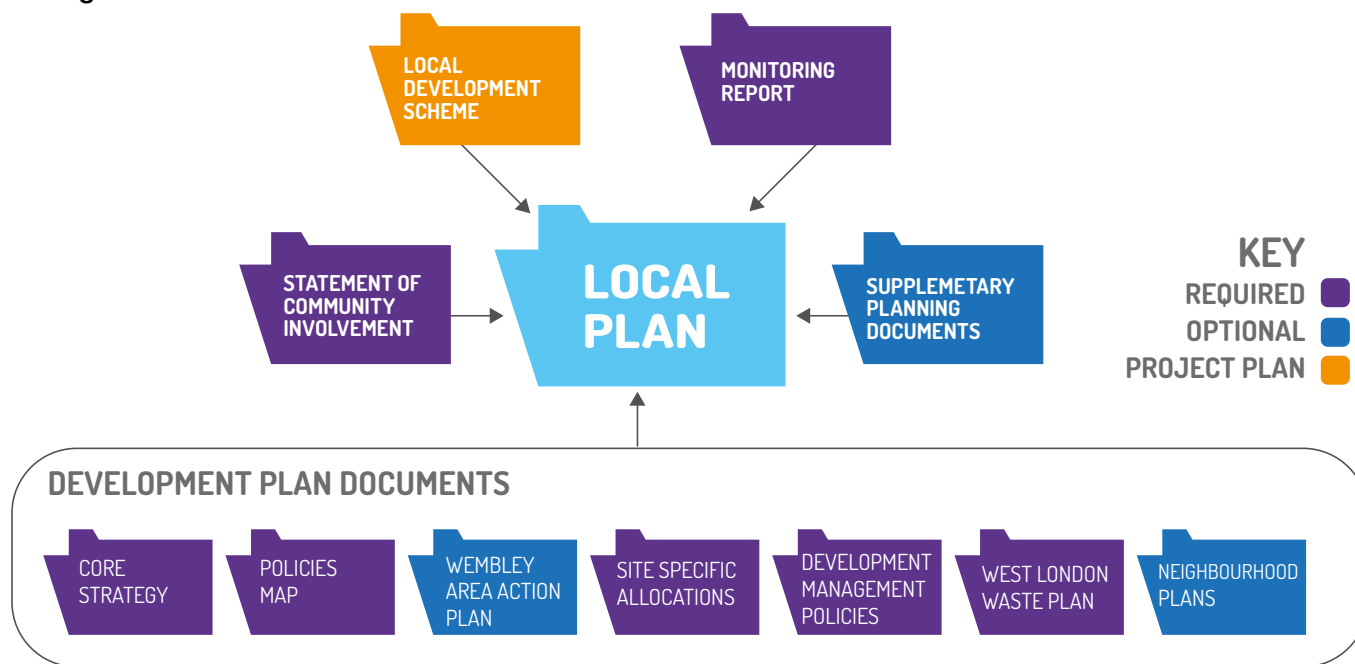 LOCAL
DEVELOPMENT
SCHEME
MONITORING
REPORT
STATEMENT OF
COMMUNITY
INVOLVEMENT
LOCAL
PLAN
SUPPLEMETARY
PLANNING
DOCUMENTS
KEY
REQUIRED
OPTIONAL
PROJECT PLAN
DEVELOPMENT PLAN DOCUMENTS
CORE
STRATEGY
POLICIES
MAP
WEMBLEY
AREA ACTION
PLAN
SITE SPECIFIC
ALLOCATIONS
DEVELOPMENT
MANAGEMENT
POLICIES
WEST LONDON
WASTE PLAN
NEIGHBOURHOOD
PLANS